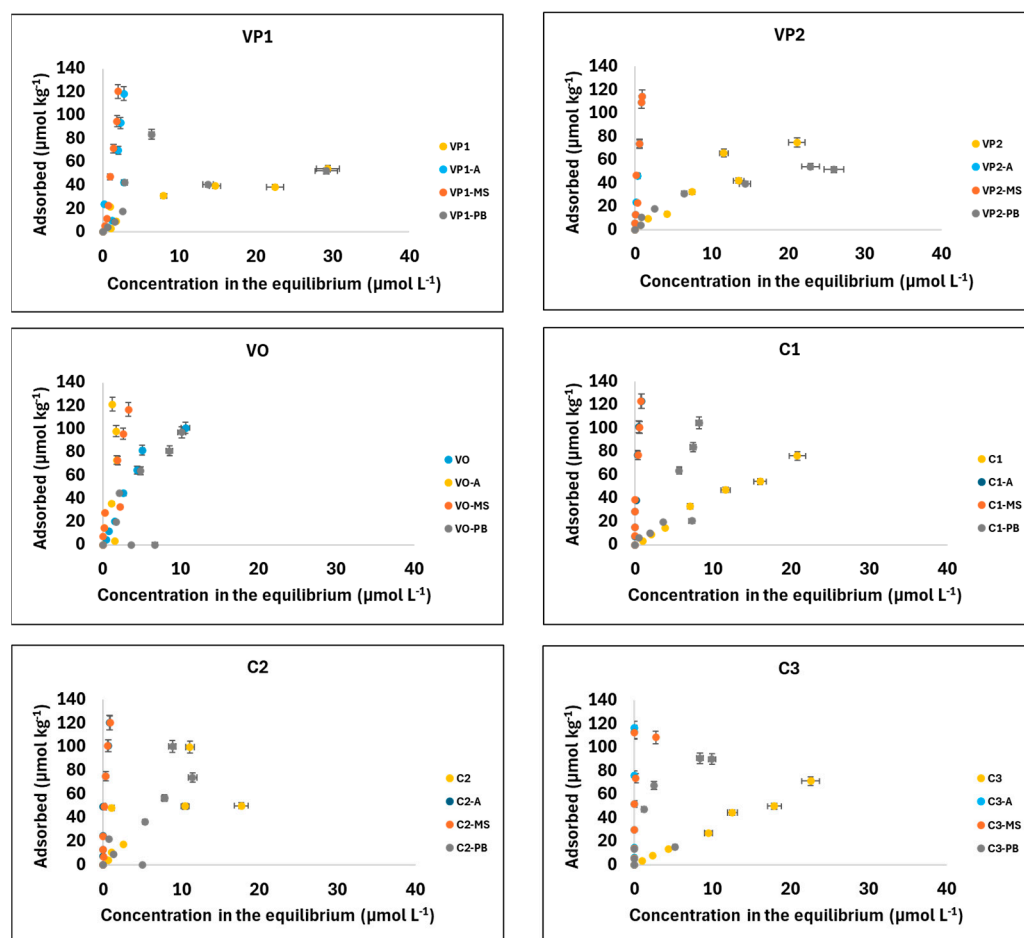 VP1
140
120
100
80
60
40
20
0
Adsorbed (µmol kg⁻¹)
0 10 20 30 40
Concentration in the equilibrium (µmol L⁻¹)
VP1
VP1-A
VP1-MS
VP1-PB
VP2
140
120
100
80
60
40
20
0
Adsorbed (µmol kg⁻¹)
0 10 20 30 40
Concentration in the equilibrium (µmol L⁻¹)
VP2
VP2-A
VP2-MS
VP2-PB
VO
140
120
100
80
60
40
20
0
Adsorbed (µmol kg⁻¹)
0 10 20 30 40
Concentration in the equilibrium (µmol L⁻¹)
VO
VO-A
VO-MS
VO-PB
C1
140
120
100
80
60
40
20
0
Adsorbed (µmol kg⁻¹)
0 10 20 30 40
Concentration in the equilibrium (µmol L⁻¹)
C1
C1-A
C1-MS
C1-PB
C2
140
120
100
80
60
40
20
0
Adsorbed (µmol kg⁻¹)
0 10 20 30 40
Concentration in the equilibrium (µmol L⁻¹)
C2
C2-A
C2-MS
C2-PB
C3
140
120
100
80
60
40
20
0
Adsorbed (µmol kg⁻¹)
0 10 20 30 40
Concentration in the equilibrium (µmol L⁻¹)
C3
C3-A
C3-MS
C3-PB